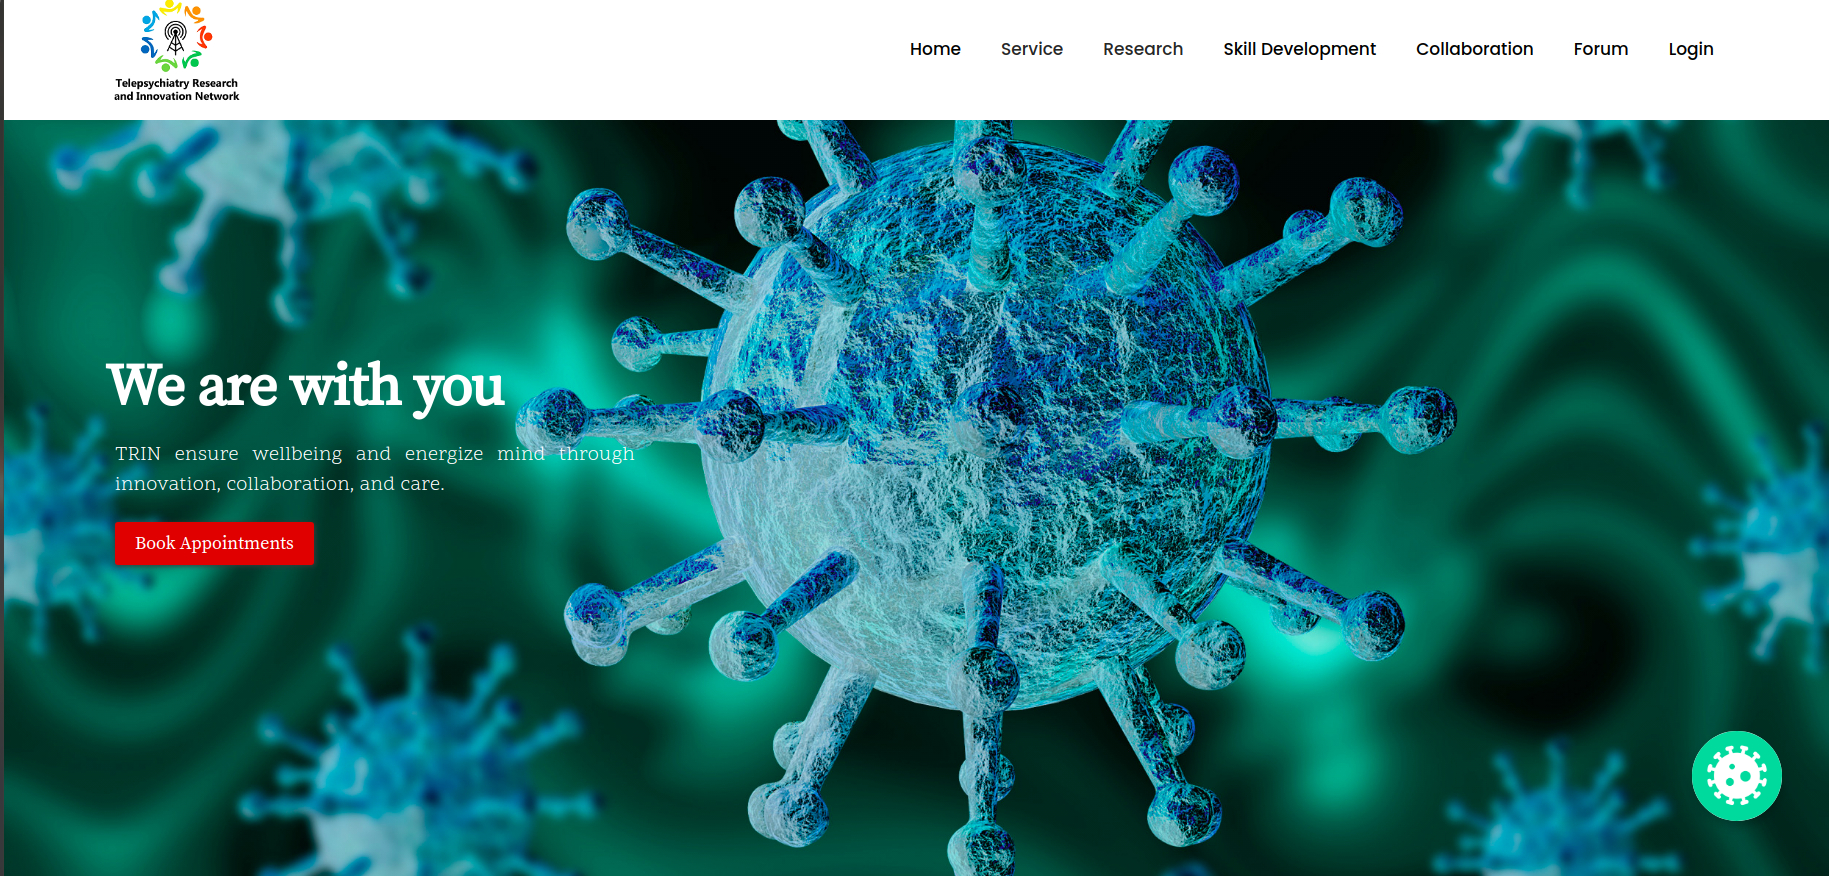 Telepsychiatry Research
and Innovation Network
Home Service Research Skill Development Collaboration Forum Login
We are with you
TRIN ensure wellbeing and energize mind through
innovation, collaboration, and care.
Book Appointments